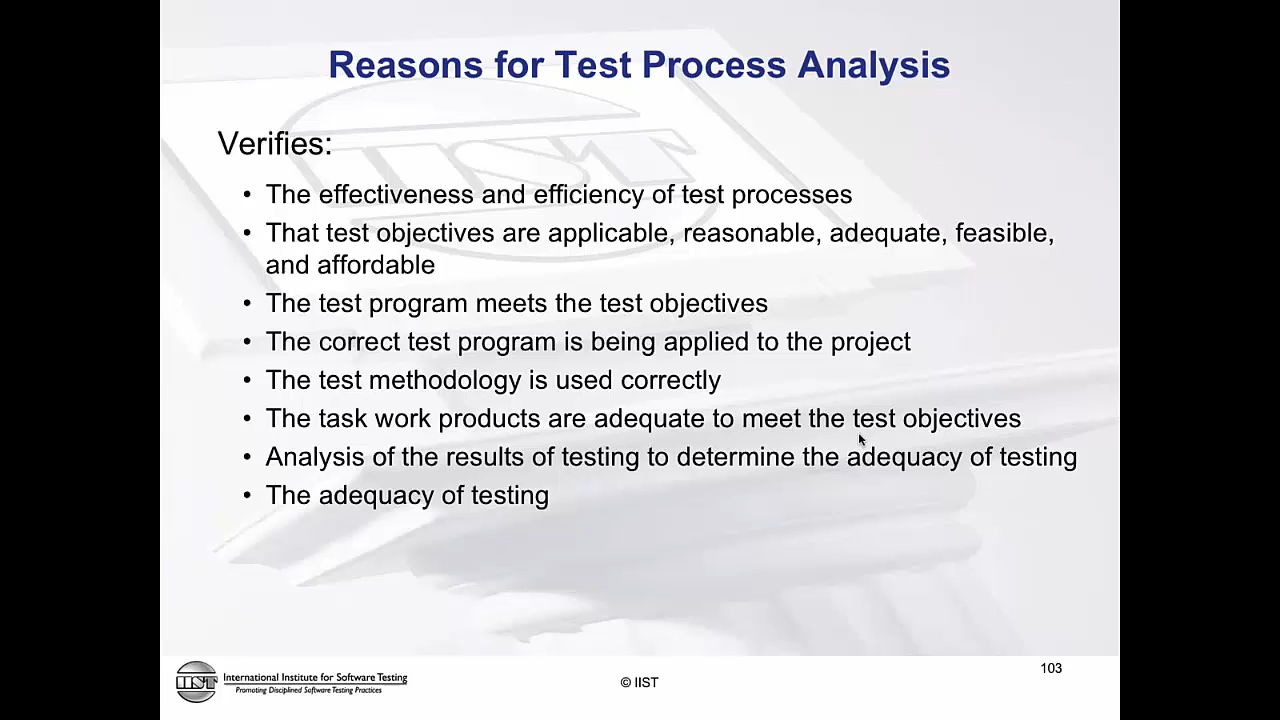 Reasons for Test Process Analysis
Verifies:
• The effectiveness and efficiency of test processes
• That test objectives are applicable, reasonable, adequate, feasible,
and affordable
• The test program meets the test objectives
• The correct test program is being applied to the project
• The test methodology is used correctly
• The task work products are adequate to meet the test objectives
• Analysis of the results of testing to determine the adequacy of testing
• The adequacy of testing
IIST
International Institute for Software Testing
Promoting Disciplined Software Testing Practices
© IIST
103